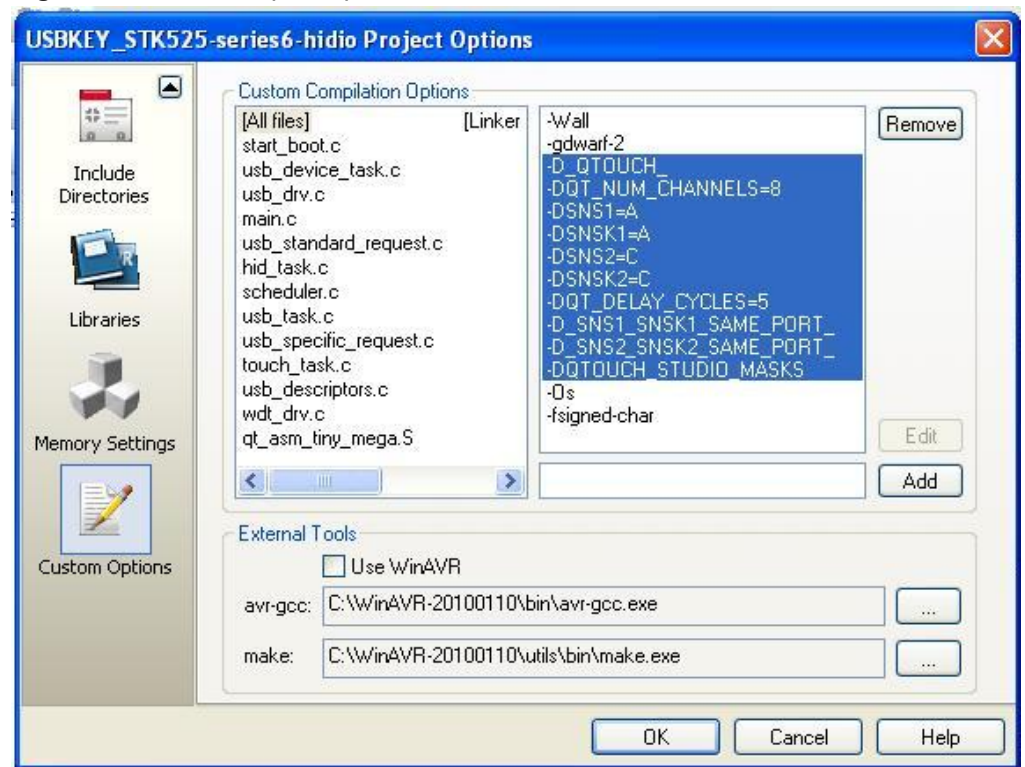 USBKEY_STK525-series6-hidio Project Options
Include
Directories
Libraries
Memory Settings
Custom Options
Custom Compilation Options
[All files] [Linker
start_boot.c
usb_device_task.c
usb_drv.c
main.c
usb_standard_request.c
hid_task.c
scheduler.c
usb_task.c
usb_specific_request.c
touch_task.c
usb_descriptors.c
wdt_drv.c
qt_asm_tiny_mega.S
-Wall
-gdwarf-2
-D_QTOUCH_
-DQT_NUM_CHANNELS=8
-DSNS1=A
-DSNSK1=A
-DSNS2=C
-DSNSK2=C
-DQT_DELAY_CYCLES=5
-D_SNS1_SNSK1_SAME_PORT_
-D_SNS2_SNSK2_SAME_PORT_
-DQTOUCH_STUDIO_MASKS
-Os
-fsigned-char
Remove
Edit
Add
External Tools
Use WinAVR
avr-gcc: C:\WinAVR-20100110\bin\avr-gcc.exe ...
make: C:\WinAVR-20100110\utils\bin\make.exe ...
OK Cancel Help